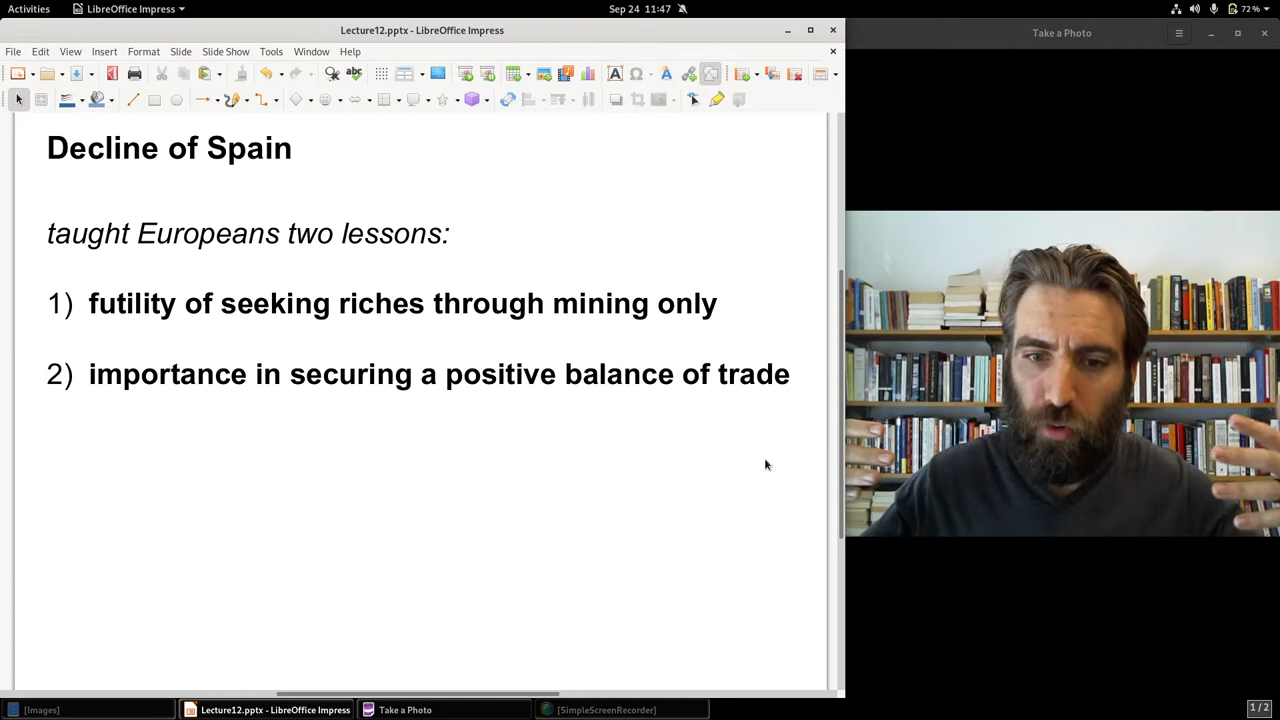 Activities LibreOffice Impress Sep 24 11:47 72%
Lecture12.pptx - LibreOffice Impress
Take a Photo
File Edit View Insert Format Slide Slide Show Tools Window Help
Decline of Spain
taught Europeans two lessons:
1) futility of seeking riches through mining only
2) importance in securing a positive balance of trade
[Images] Lecture12.pptx - LibreOffice Impress Take a Photo [SimpleScreenRecorder] 1/2